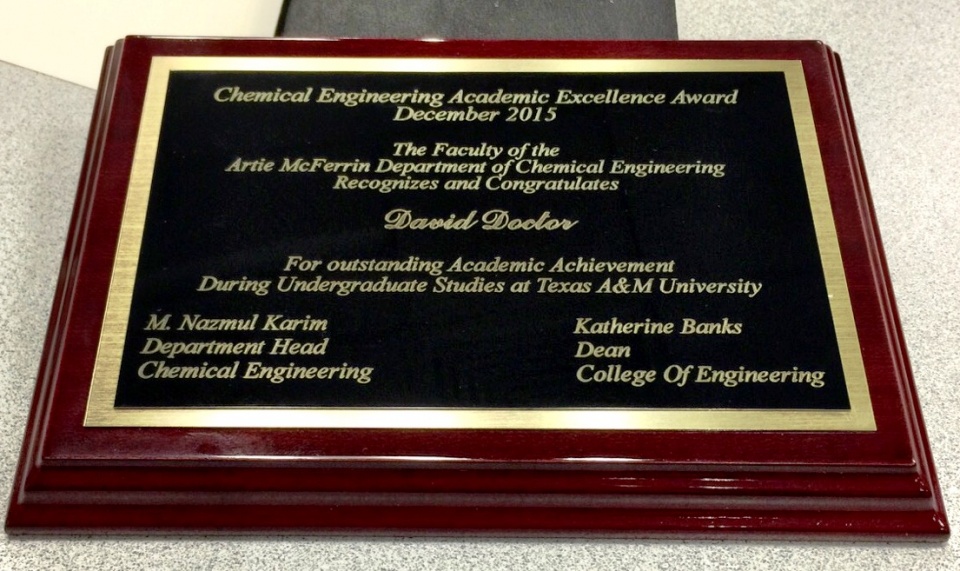 Chemical Engineering Academic Excellence Award
December 2015
The Faculty of the
Artie McFerrin Department of Chemical Engineering
Recognizes and Congratulates
David Doctor
For outstanding Academic Achievement
During Undergraduate Studies at Texas A&M University
M. Nazmul Karim
Department Head
Chemical Engineering
Katherine Banks
Dean
College Of Engineering